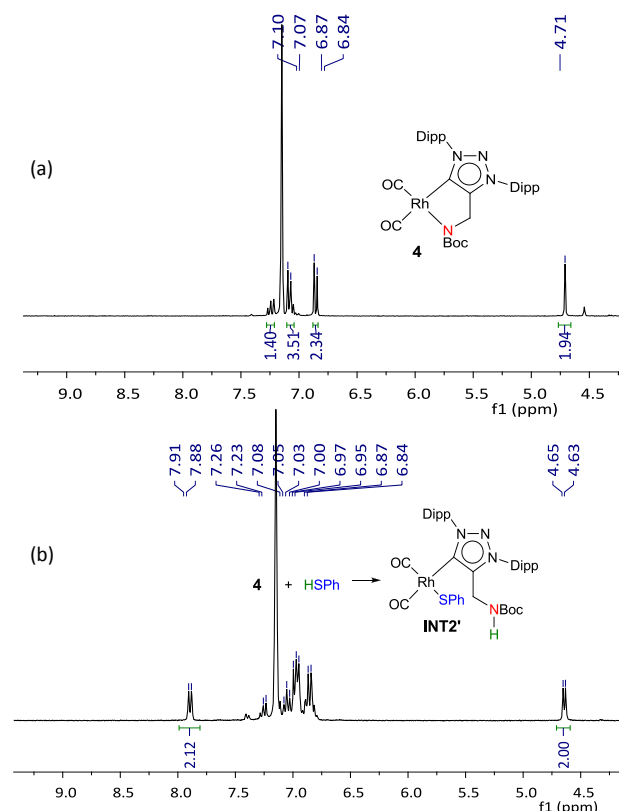 (a)
7.10
7.07
6.87
6.84
4.71
Dipp
N
N
N
Dipp
CO
Rh
CO
N
Boc
4
1.40
3.51
2.34
1.94
9.0 8.5 8.0 7.5 7.0 6.5 6.0 5.5 5.0 4.5
f1 (ppm)
(b)
7.91
7.88
7.26
7.23
7.08
7.05
7.03
7.00
6.97
6.95
6.87
6.84
4.65
4.63
4 + HSPh
Dipp
N
N
N
Dipp
CO
Rh
CO
SPh
NBoc
H
INT2'
2.12
2.00
9.0 8.5 8.0 7.5 7.0 6.5 6.0 5.5 5.0 4.5
f1 (ppm)